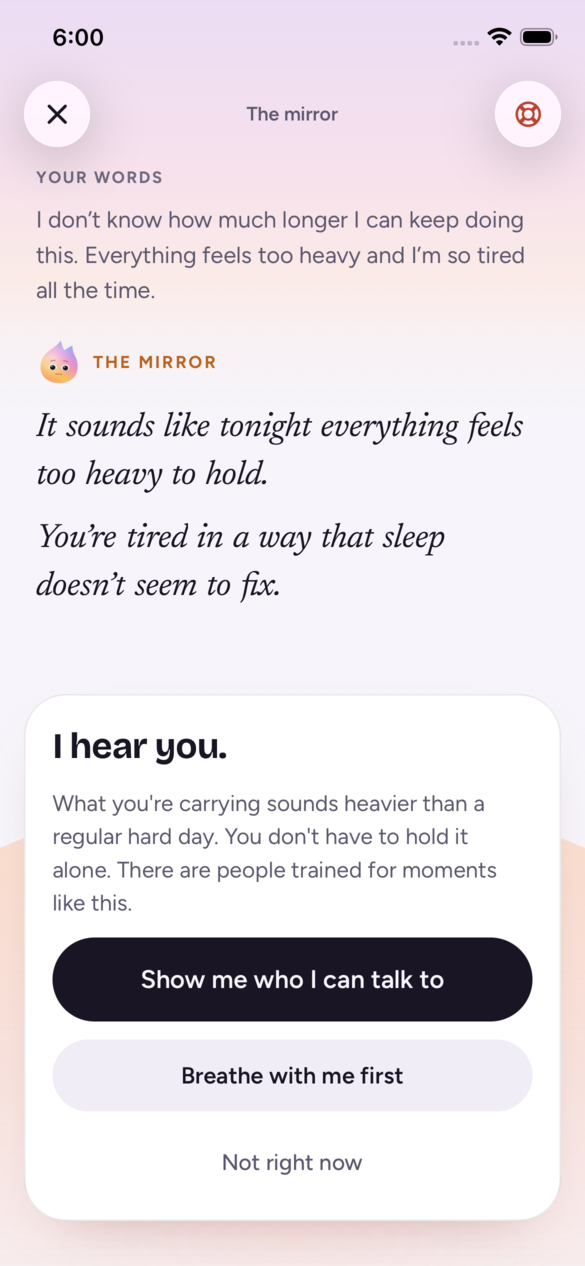 6:00
The mirror
YOUR WORDS
I don’t know how much longer I can keep doing
this. Everything feels too heavy and I’m so tired
all the time.
THE MIRROR
It sounds like tonight everything feels
too heavy to hold.
You’re tired in a way that sleep
doesn’t seem to fix.
I hear you.
What you're carrying sounds heavier than a
regular hard day. You don't have to hold it
alone. There are people trained for moments
like this.
Show me who I can talk to
Breathe with me first
Not right now